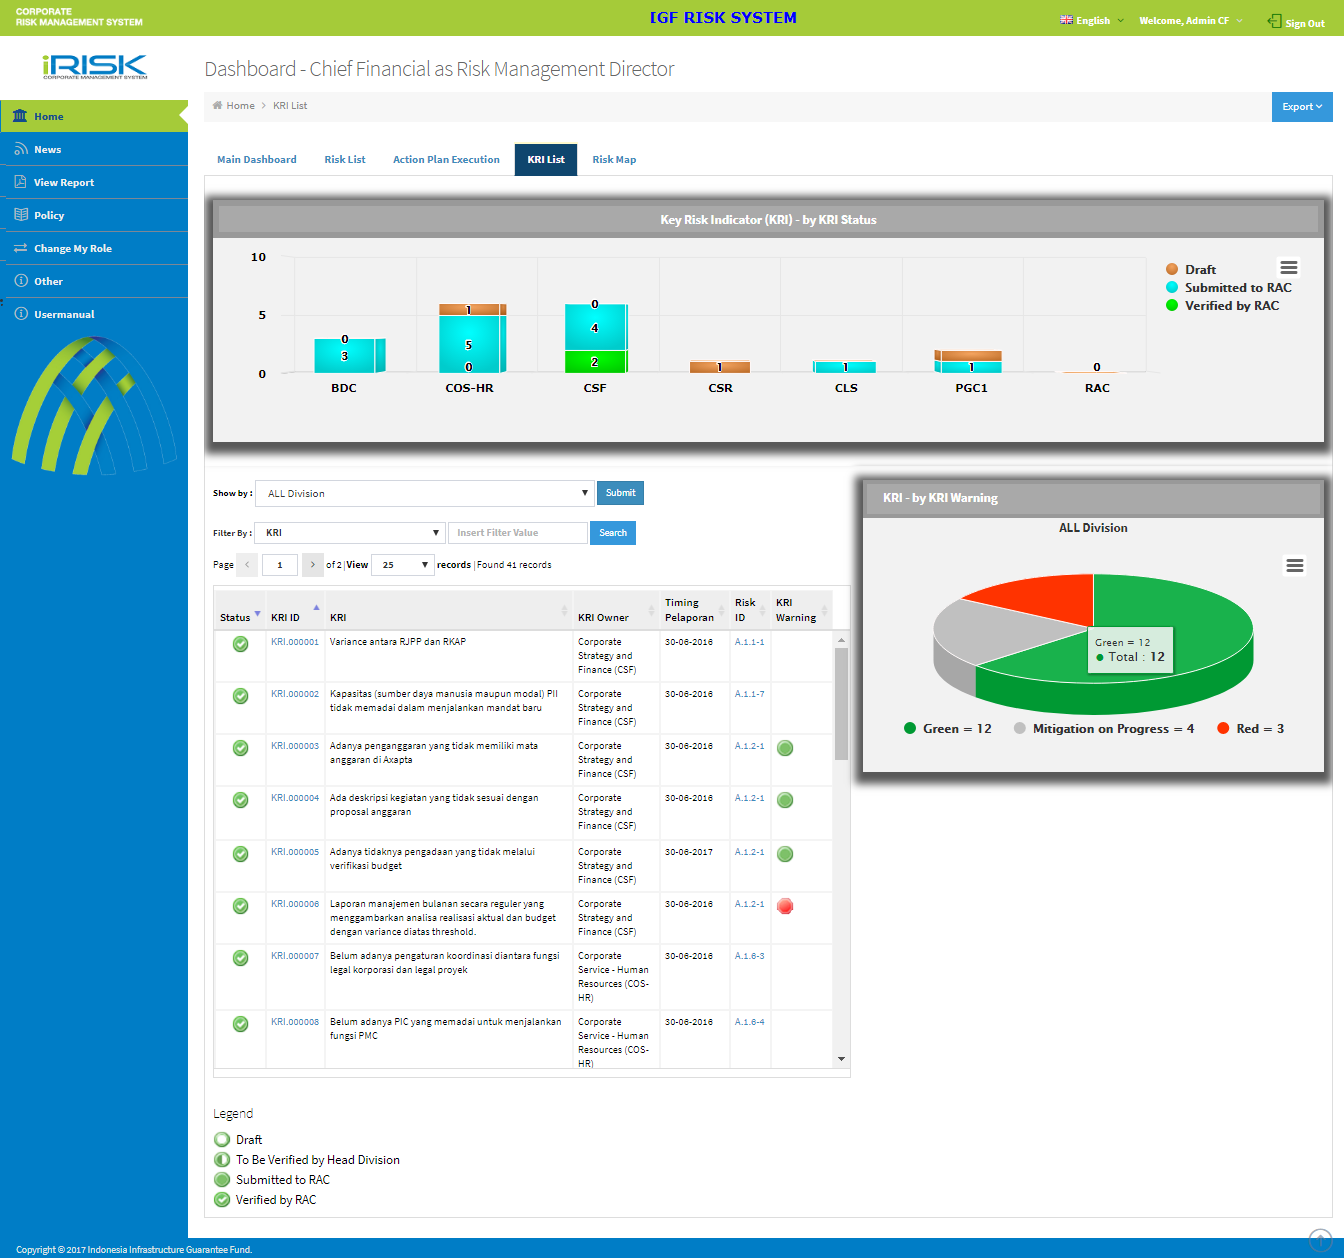 CORPORATE
RISK MANAGEMENT SYSTEM
IGF RISK SYSTEM
English
Welcome, Admin CF
Sign Out
iRISK
CORPORATE MANAGEMENT SYSTEM
Dashboard - Chief Financial as Risk Management Director
Home > KRI List
Export
Home
News
View Report
Policy
Change My Role
Other
Usermanual
Main Dashboard Risk List Action Plan Execution KRI List Risk Map
Key Risk Indicator (KRI) - by KRI Status
10
5
0
0
3
1
5
0
0
4
2
1
1
1
0
BDC COS-HR CSF CSR CLS PGC1 RAC
Draft
Submitted to RAC
Verified by RAC
Show by : ALL Division Submit
Filter By : KRI Insert Filter Value Search
Page < 1 > of 2 | View 25 records | Found 41 records
Status KRI ID KRI KRI Owner Timing Pelaporan Risk ID KRI Warning
KRI.000001 Variance antara RJPP dan RKAP Corporate Strategy and Finance (CSF) 30-06-2016 A.1.1-1
KRI.000002 Kapasitas (sumber daya manusia maupun modal) PII tidak memadai dalam menjalankan mandat baru Corporate Strategy and Finance (CSF) 30-06-2016 A.1.1-7
KRI.000003 Adanya penganggaran yang tidak memiliki mata anggaran di Axapta Corporate Strategy and Finance (CSF) 30-06-2016 A.1.2-1
KRI.000004 Ada deskripsi kegiatan yang tidak sesuai dengan proposal anggaran Corporate Strategy and Finance (CSF) 30-06-2016 A.1.2-1
KRI.000005 Adanya tidaknya pengadaan yang tidak melalui verifikasi budget Corporate Strategy and Finance (CSF) 30-06-2017 A.1.2-1
KRI.000006 Laporan manajemen bulanan secara reguler yang menggambarkan analisa realisasi aktual dan budget dengan variance diatas threshold. Corporate Strategy and Finance (CSF) 30-06-2016 A.1.2-1
KRI.000007 Belum adanya pengaturan koordinasi diantara fungsi legal korporasi dan legal proyek Corporate Service - Human Resources (COS-HR) 30-06-2016 A.1.6-3
KRI.000008 Belum adanya PIC yang memadai untuk menjalankan fungsi PMC Corporate Service - Human Resources (COS-HR) 30-06-2016 A.1.6-4
KRI - by KRI Warning
ALL Division
Green = 12
Total : 12
Green = 12 Mitigation on Progress = 4 Red = 3
Legend
Draft
To Be Verified by Head Division
Submitted to RAC
Verified by RAC
Copyright © 2017 Indonesia Infrastructure Guarantee Fund.